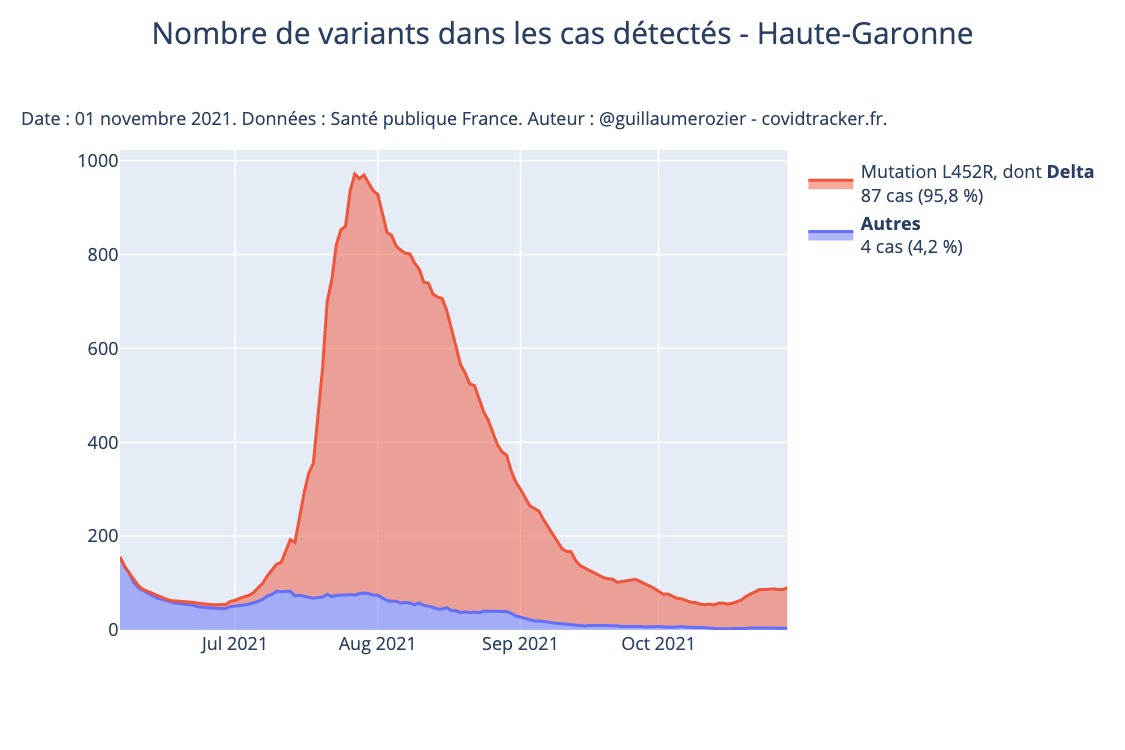 Nombre de variants dans les cas détectés - Haute-Garonne
Date : 01 novembre 2021. Données : Santé publique France. Auteur : @guillaumerozier - covidtracker.fr.
1000
800
600
400
200
0
Jul 2021
Aug 2021
Sep 2021
Oct 2021
Mutation L452R, dont Delta
87 cas (95,8 %)
Autres
4 cas (4,2 %)